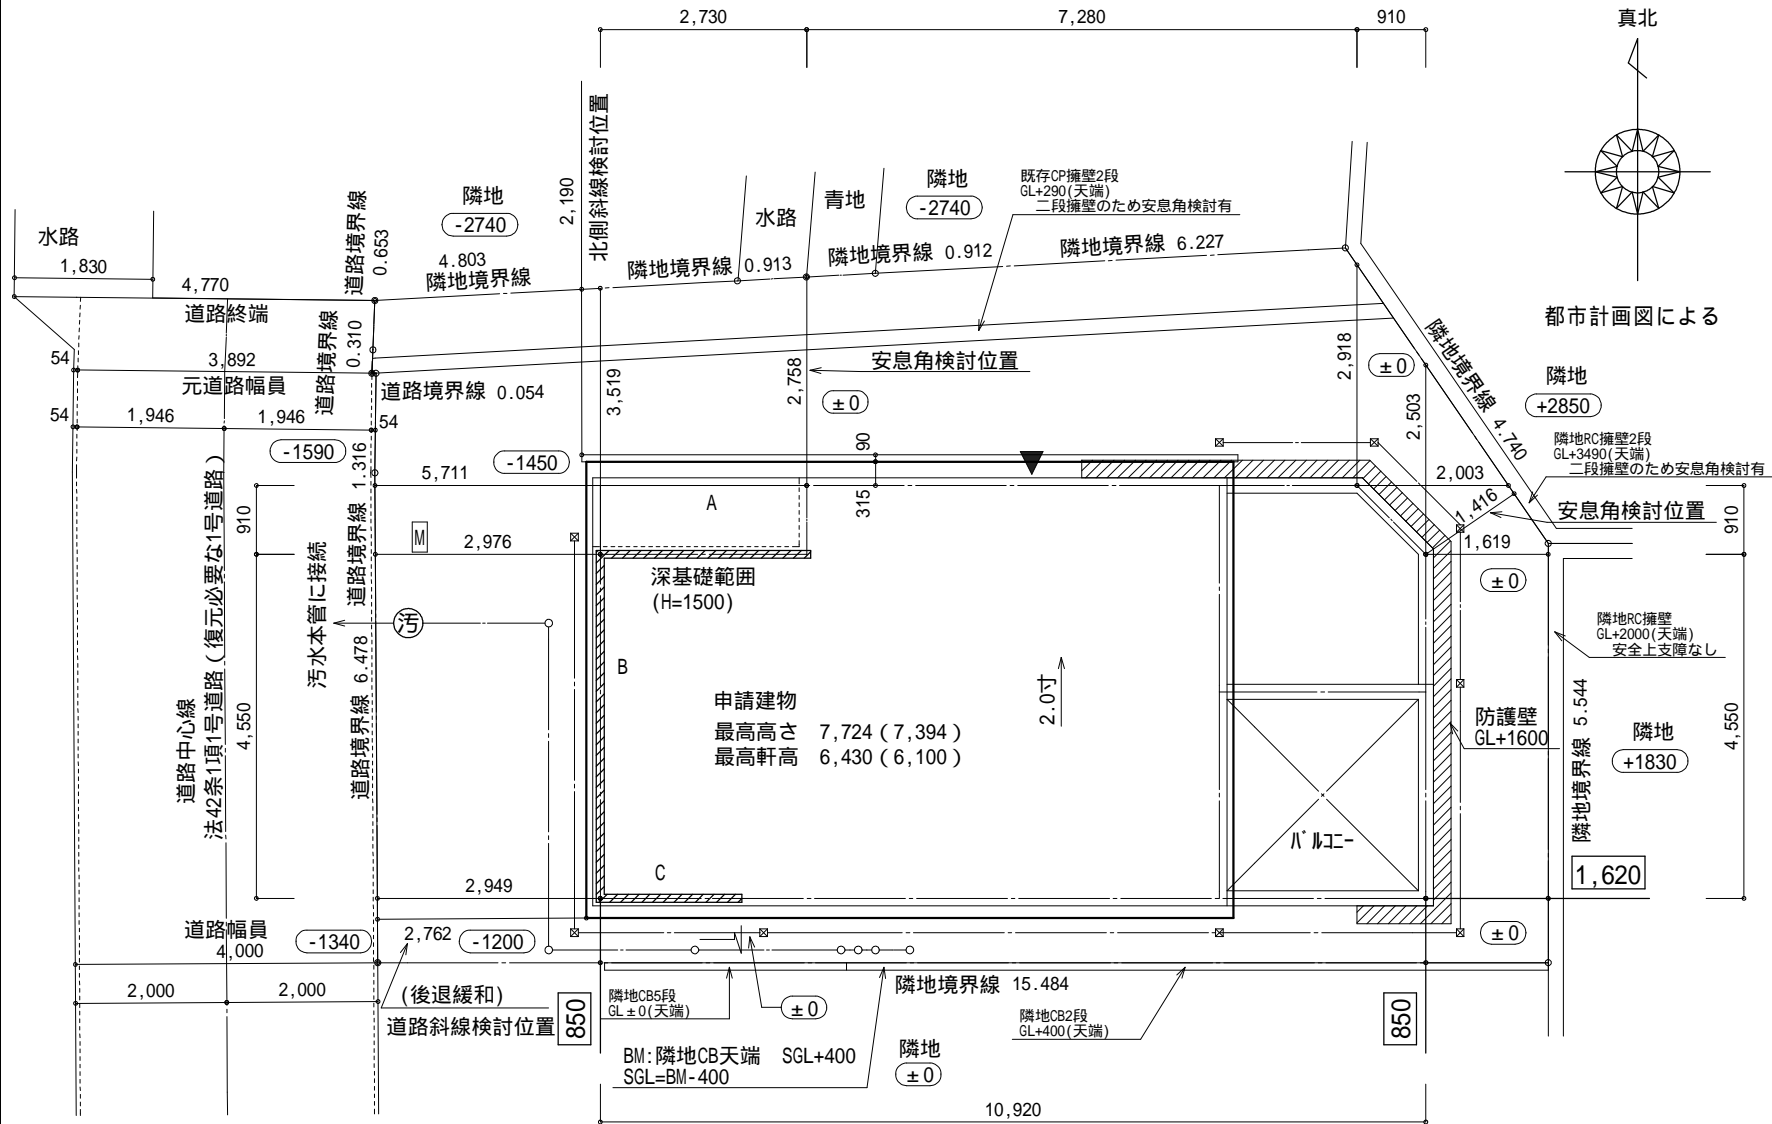 2,730
7,280
910
真北
都市計画図による
水路
1,830
4,770
道路終端
道路境界線 0.653
隣地
-2740
4.803
隣地境界線
2,190
北側斜線検討位置
水路
青地
隣地
-2740
既存CP擁壁2段
GL+290(天端)
二段擁壁のため安息角検討有
隣地境界線 0.913
隣地境界線 0.912
隣地境界線 6.227
54
3,892
元道路幅員
道路境界線 0.310
道路境界線 0.054
54
1,946
1,946
54
-1590
-1450
5,711
3,519
2,758
安息角検討位置
±0
90
315
2,918
±0
2,503
隣地境界線 4.740
隣地
+2850
隣地RC擁壁2段
GL+3490(天端)
二段擁壁のため安息角検討有
2,003
1,416
安息角検討位置
1,619
±0
910
910
道路境界線 1.316
M
2,976
A
深基礎範囲
(H=1500)
汚水本管に接続
汚
B
道路中心線
法42条1項1号道路(復元必要な1号道路)
4,550
道路境界線 6.478
申請建物
最高高さ 7,724(7,394)
最高軒高 6,430(6,100)
2.0寸
バルコニー
防護壁
GL+1600
隣地RC擁壁
GL+2000(天端)
安全上支障なし
隣地境界線 5.544
隣地
+1830
4,550
1,620
C
2,949
道路幅員
4,000
-1340
2,762
-1200
±0
2,000
2,000
(後退緩和)
道路斜線検討位置
850
隣地CB5段
GL±0(天端)
±0
隣地境界線 15.484
隣地CB2段
GL+400(天端)
850
BM:隣地CB天端 SGL+400
SGL=BM-400
隣地
±0
10,920